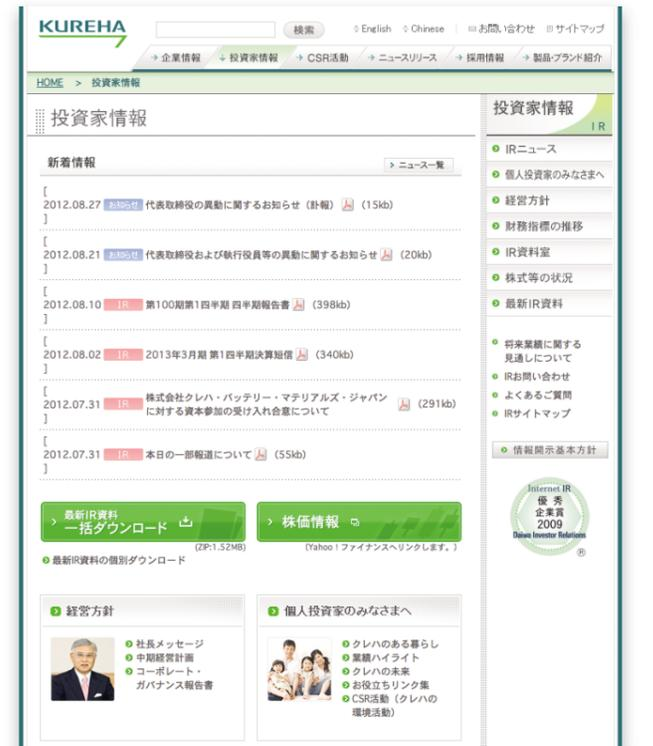 KUREHA
検索
English
Chinese
お問い合わせ
サイトマップ
企業情報
投資家情報
CSR活動
ニュースリリース
採用情報
製品・ブランド紹介
HOME > 投資家情報
投資家情報
新着情報
ニュース一覧
[
2012.08.27 お知らせ 代表取締役の異動に関するお知らせ（訃報） （15kb)
]
[
2012.08.21 お知らせ 代表取締役および執行役員等の異動に関するお知らせ （20kb)
]
[
2012.08.10 IR 第100期第1四半期 四半期報告書 （398kb)
]
[
2012.08.02 IR 2013年3月期 第1四半期決算短信 （340kb)
]
[
2012.07.31 IR 株式会社クレハ・バッテリー・マテリアルズ・ジャパン
に対する資本参加の受け入れ合意について （291kb)
]
[
2012.07.31 IR 本日の一部報道について （55kb)
]
最新IR資料
一括ダウンロード
(ZIP:1.52MB)
株価情報
（Yahoo！ファイナンスへリンクします。）
最新IR資料の個別ダウンロード
経営方針
社長メッセージ
中期経営計画
コーポレート・
ガバナンス報告書
個人投資家のみなさまへ
クレハのある暮らし
業績ハイライト
クレハの未来
お役立ちリンク集
CSR活動（クレハの
環境活動）
投資家情報
IR
IRニュース
個人投資家のみなさまへ
経営方針
財務指標の推移
IR資料室
株式等の状況
最新IR資料
将来業績に関する
見通しについて
IRお問い合わせ
よくあるご質問
IRサイトマップ
情報開示基本方針
Internet IR
優秀
企業賞
2009
Daiwa Investor Relations
®